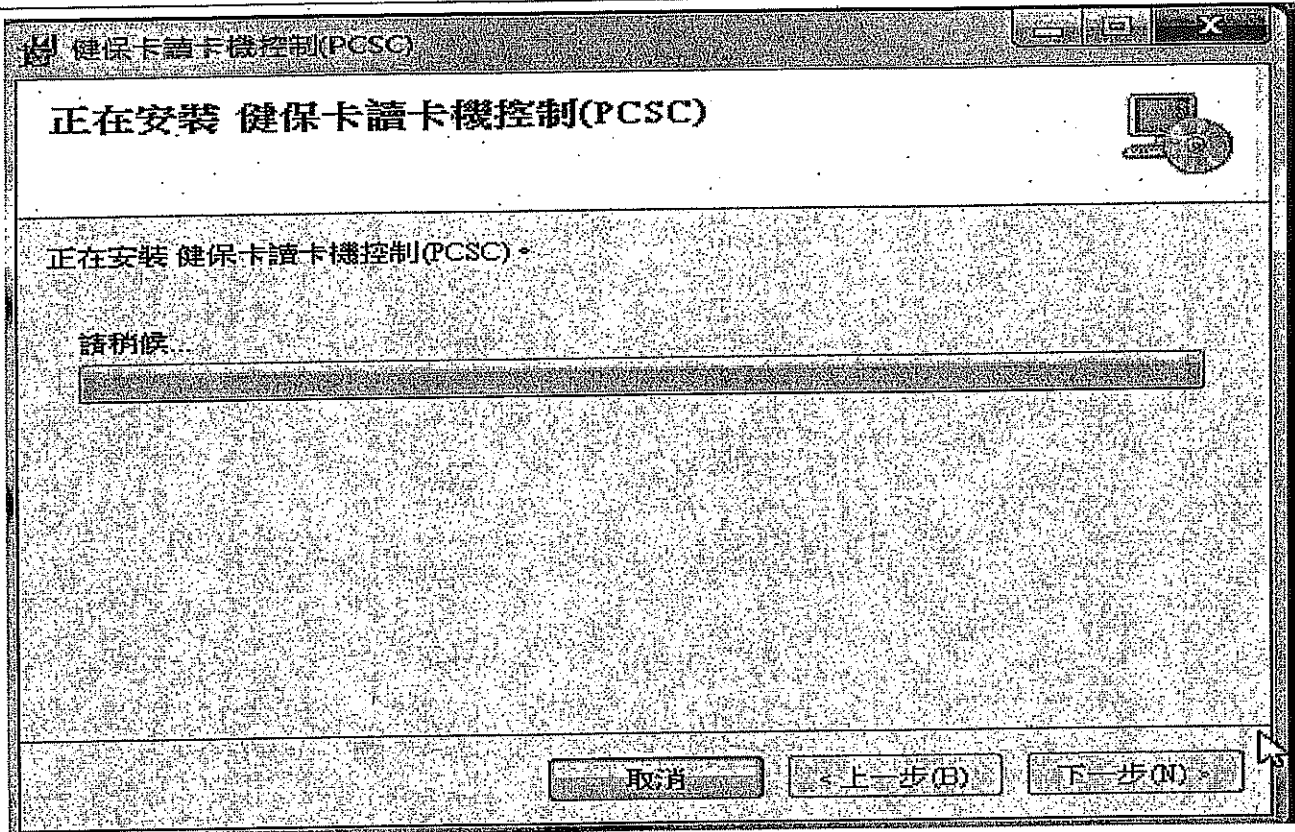 健保卡讀卡機控制(PCSC)
正在安裝 健保卡讀卡機控制(PCSC)
正在安裝 健保卡讀卡機控制(PCSC)。
請稍候...
取消
< 上一步(B)
下一步(N) >